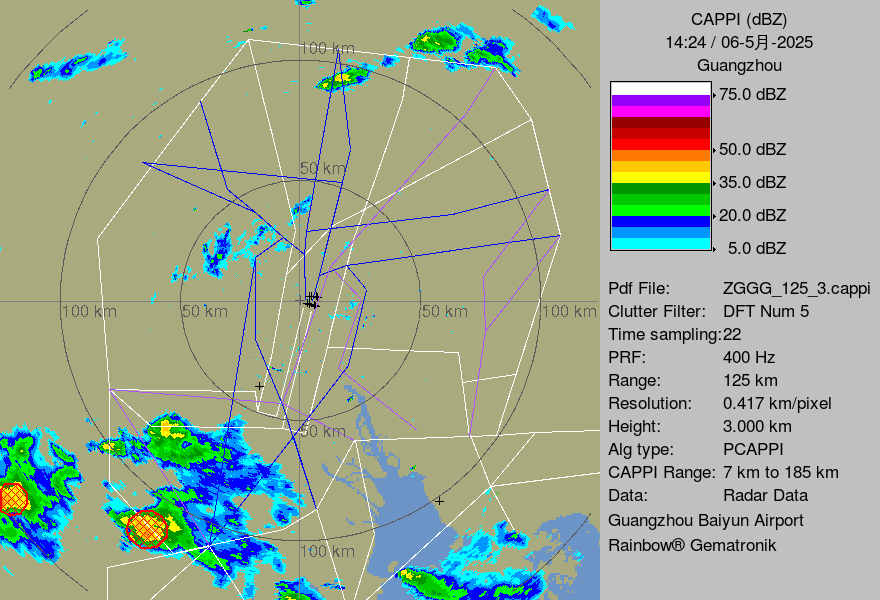 CAPPI (dBZ)
14:24 / 06-5月-2025
Guangzhou
75.0 dBZ
50.0 dBZ
35.0 dBZ
20.0 dBZ
5.0 dBZ
Pdf File: ZGGG_125_3.cappi
Clutter Filter: DFT Num 5
Time sampling:22
PRF: 400 Hz
Range: 125 km
Resolution: 0.417 km/pixel
Height: 3.000 km
Alg type: PCAPPI
CAPPI Range: 7 km to 185 km
Data: Radar Data
Guangzhou Baiyun Airport
Rainbow® Gematronik
100 km
50 km
100 km
50 km
50 km
100 km
50 km
100 km